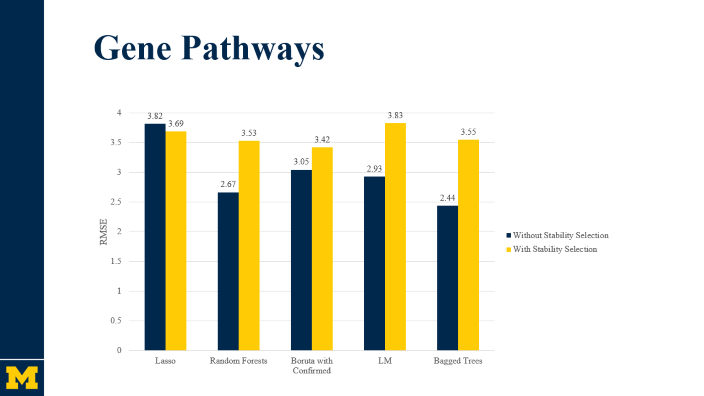 Gene Pathways
4
3.5
3
2.5
2
1.5
1
0.5
0
RMSE
3.82
3.69
2.67
3.53
3.05
3.42
2.93
3.83
2.44
3.55
Lasso
Random Forests
Boruta with
Confirmed
LM
Bagged Trees
Without Stability Selection
With Stability Selection
M